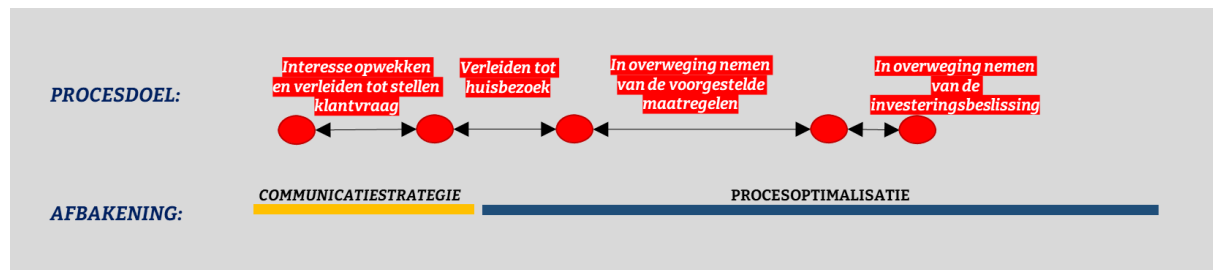 PROCESDOEL:
Interesse opwekken
en verleiden tot stellen
klantvraag
Verleiden tot
huisbezoek
In overweging nemen
van de voorgestelde
maatregelen
In overweging nemen
van de
investeringsbeslissing
AFBAKENING:
COMMUNICATIESTRATEGIE
PROCESOPTIMALISATIE